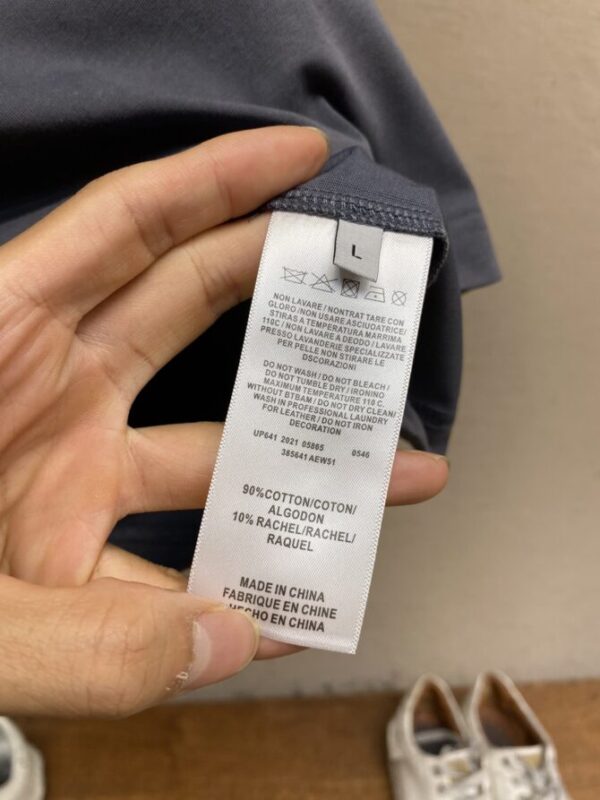 L
NON LAVARE / NONTRAT TARE CON
GLORO / NON USARE ASCIUDATRICE/
STIRAS A TEMPARATURA MARRIMA
110C / NON LAVARE A DEODO / LAVARE
PRESSO LAVANDERIE SPECIALIZZATE
PER PELLE NON STIRARE LE
DECORAZIONS
DO NOT WASH / DO NOT BLEACH /
DO NOT TUMBLE DRY / IRONINO
MAXIMUM TEMPERATURE 110 C.
WITHOUT BTBAM / DO NOT DRY CLEAN/
WASH IN PROFESSIONAL LAUNDRY
FOR LEATHER / DO NOT IRON
DECORATION
UP641 2021 05865 0546
385641 AEW51
90%COTTON/COTON/
ALGODON
10% RACHEL/RACHEL/
RAQUEL
MADE IN CHINA
FABRIQUE EN CHINE
HECHO EN CHINA